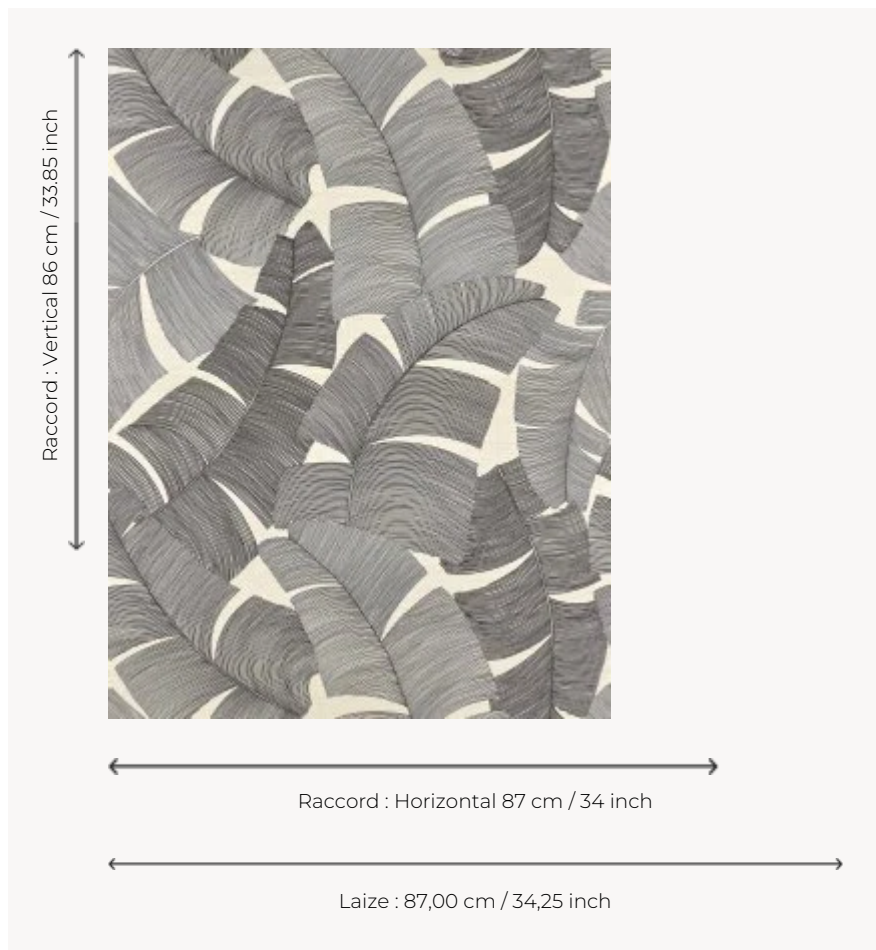 Raccord : Vertical 86 cm / 33.85 inch
Raccord : Horizontal 87 cm / 34 inch
Laize : 87,00 cm / 34,25 inch